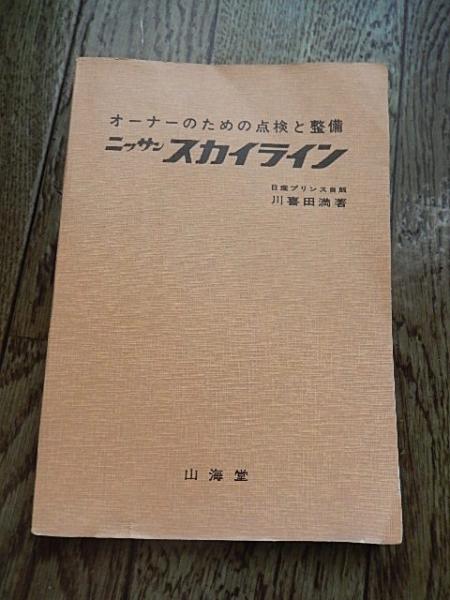 オーナーのための点検と整備
ニッサン スカイライン
日産プリンス自販
川喜田満著
山海堂